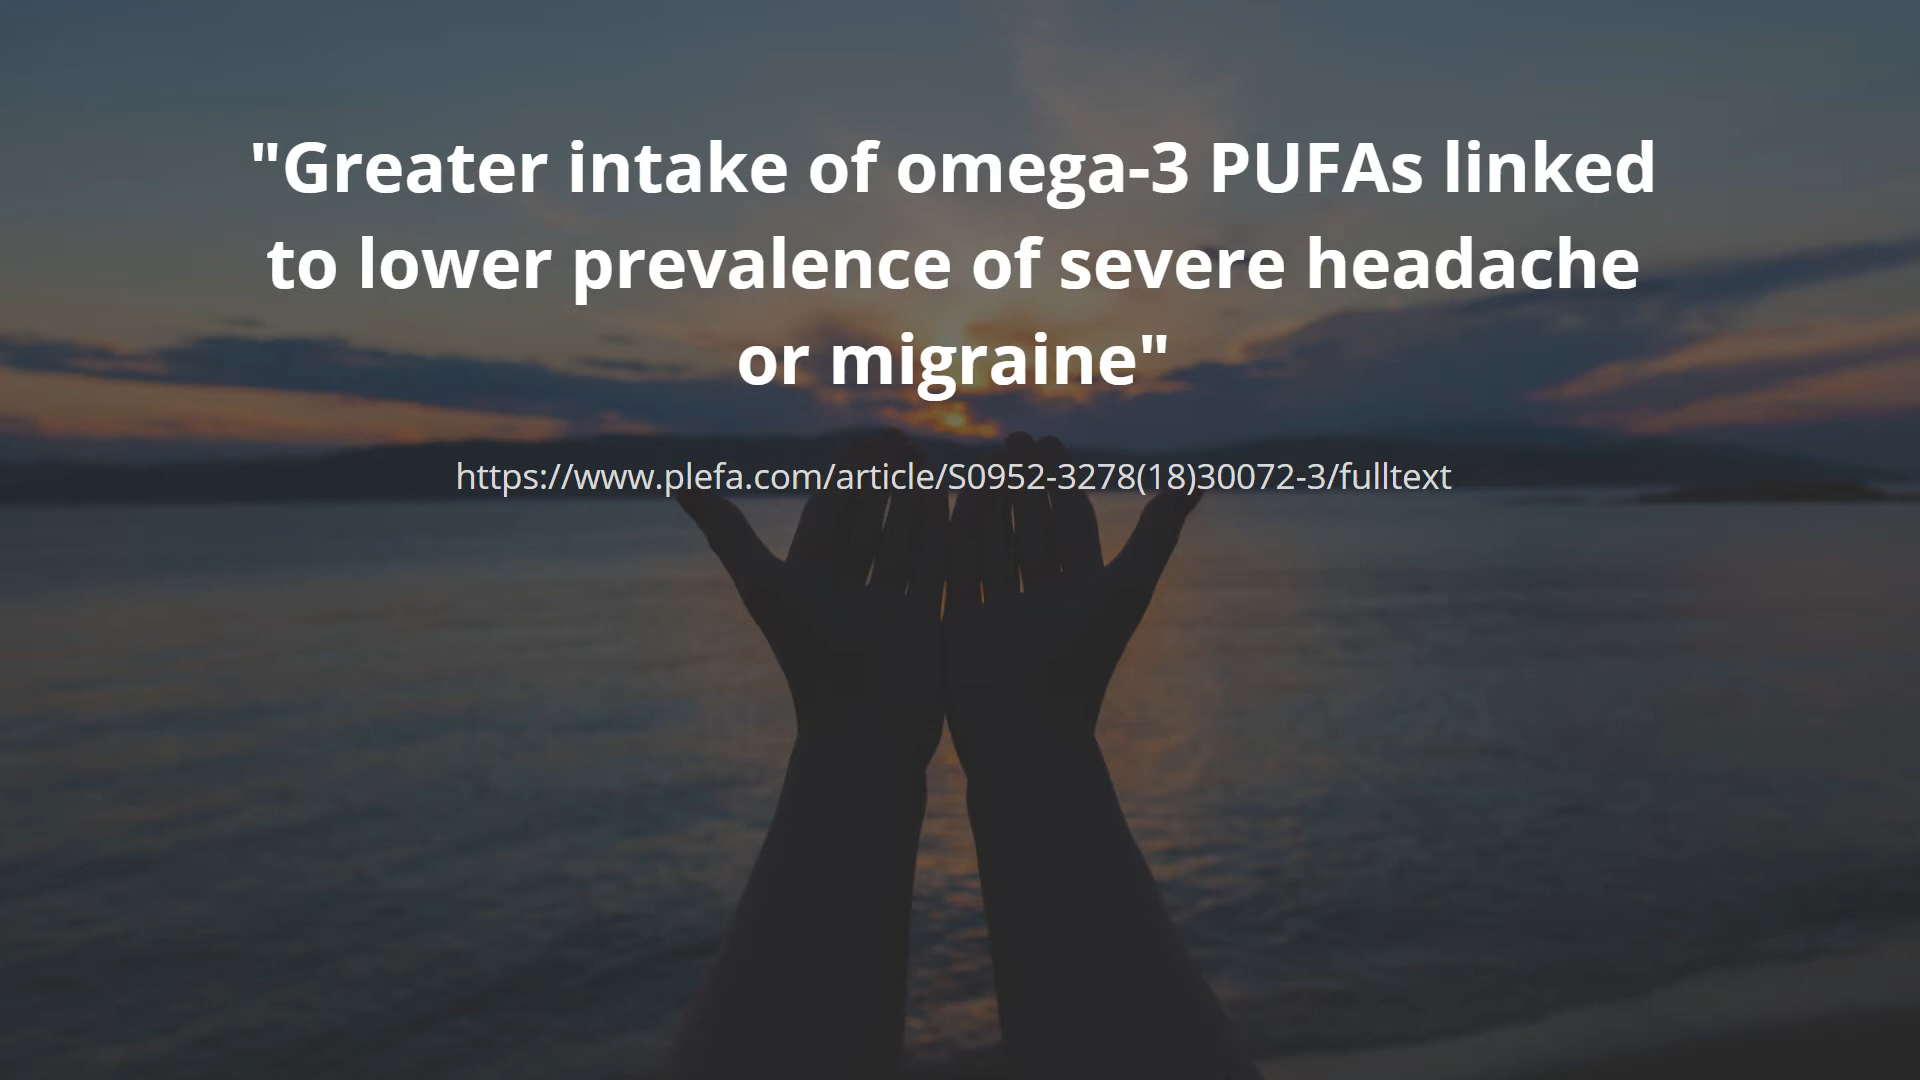 "Greater intake of omega-3 PUFAs linked
to lower prevalence of severe headache
or migraine"
https://www.plefa.com/article/S0952-3278(18)30072-3/fulltext